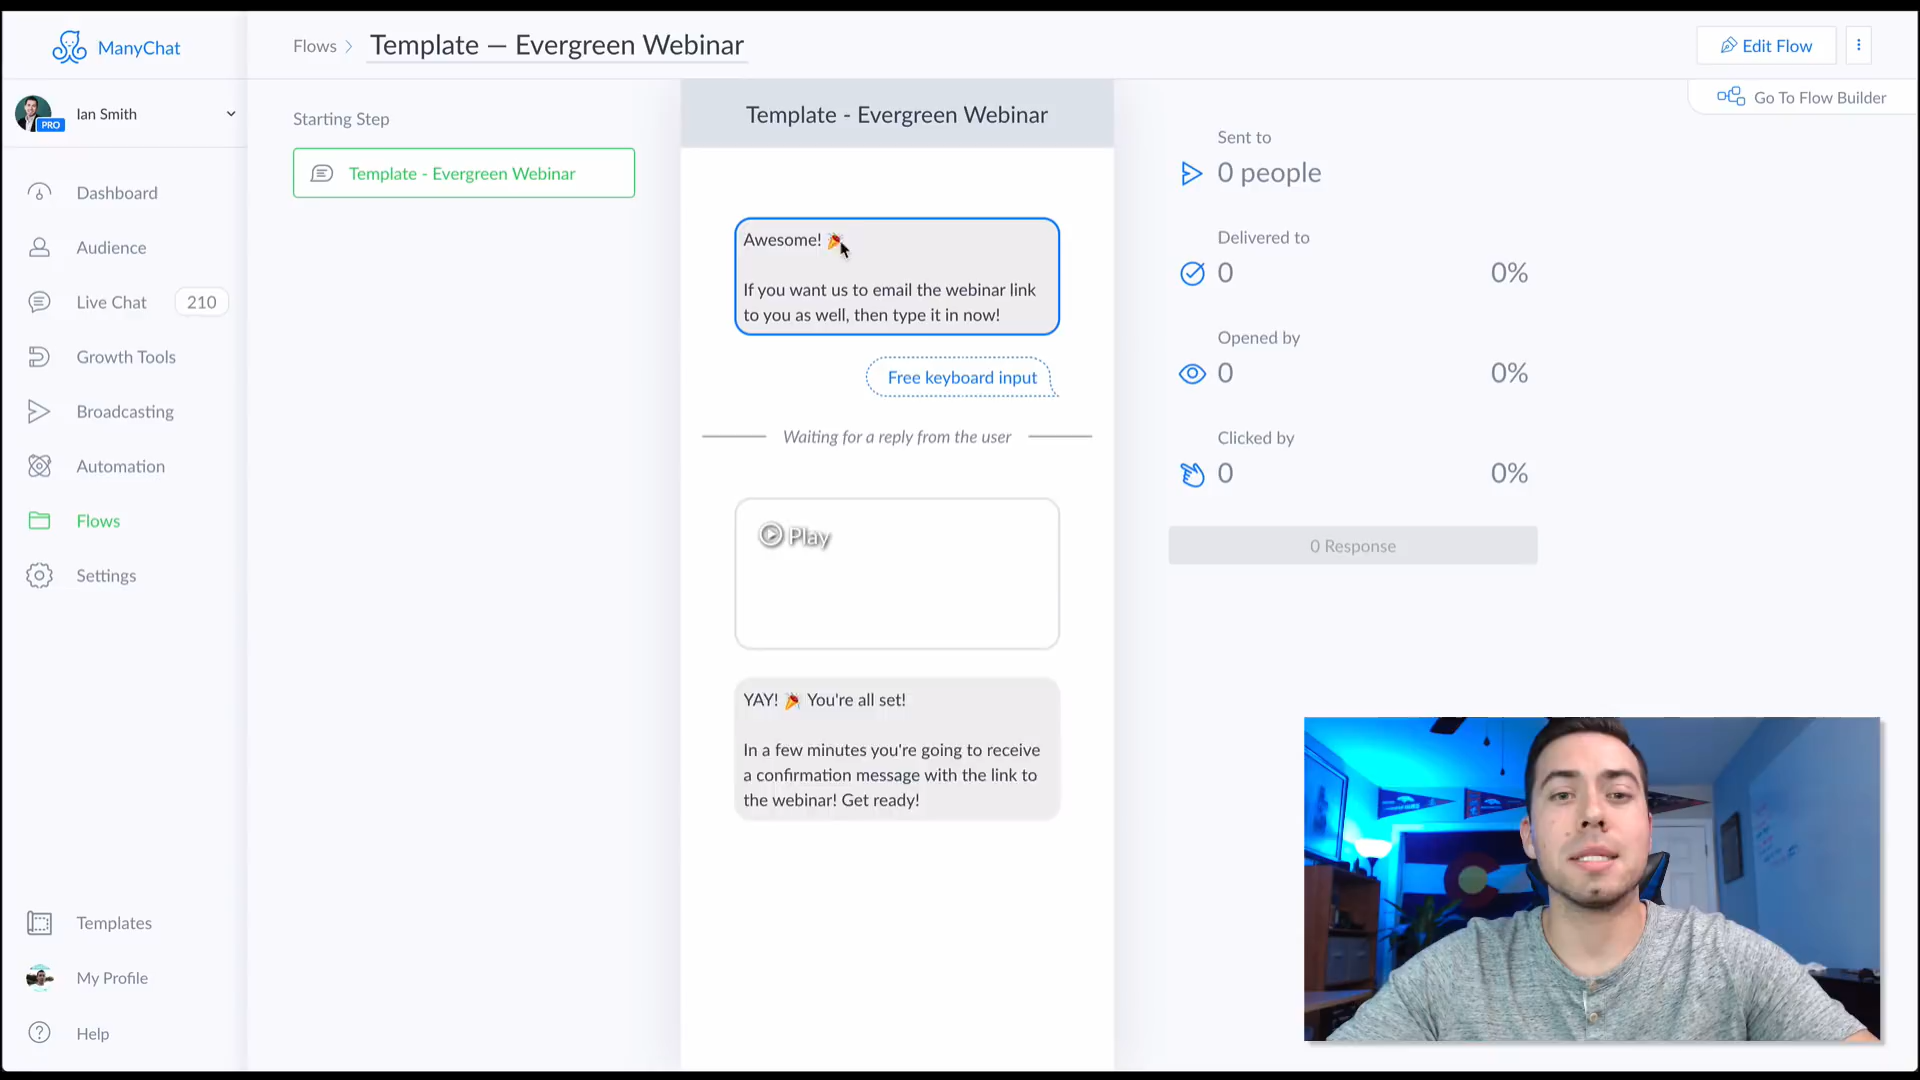 ManyChat
Flows
Template — Evergreen Webinar
Edit Flow
PRO
Ian Smith
Go To Flow Builder
Dashboard
Audience
Live Chat
210
Growth Tools
Broadcasting
Automation
Flows
Settings
Templates
My Profile
Help
Starting Step
Template - Evergreen Webinar
Template - Evergreen Webinar
Awesome!
If you want us to email the webinar link
to you as well, then type it in now!
Free keyboard input
Waiting for a reply from the user
Play
YAY! 🎉 You're all set!
In a few minutes you're going to receive
a confirmation message with the link to
the webinar! Get ready!
Sent to
0 people
Delivered to
0 0%
Opened by
0 0%
Clicked by
0 0%
0 Response